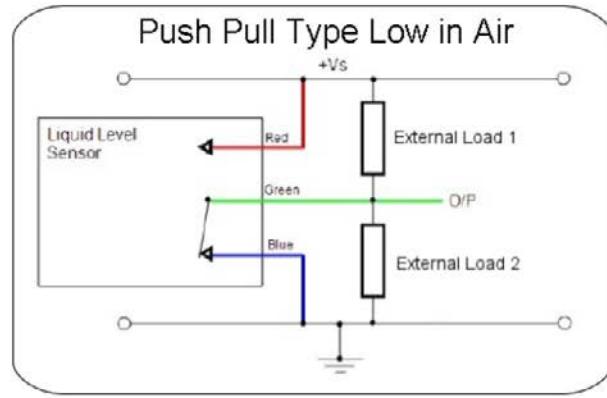 Push Pull Type Low in Air
+Vs
Liquid Level
Sensor
Red
External Load 1
Green
O/P
Blue
External Load 2